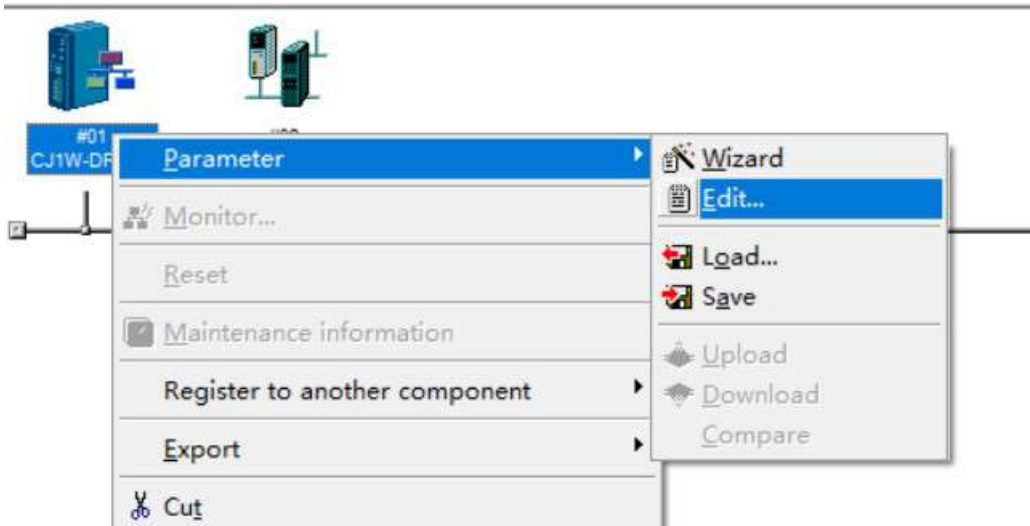 #01
CJ1W-DR
Parameter
Monitor...
Reset
Maintenance information
Register to another component
Export
Cut
Wizard
Edit...
Load...
Save
Upload
Download
Compare